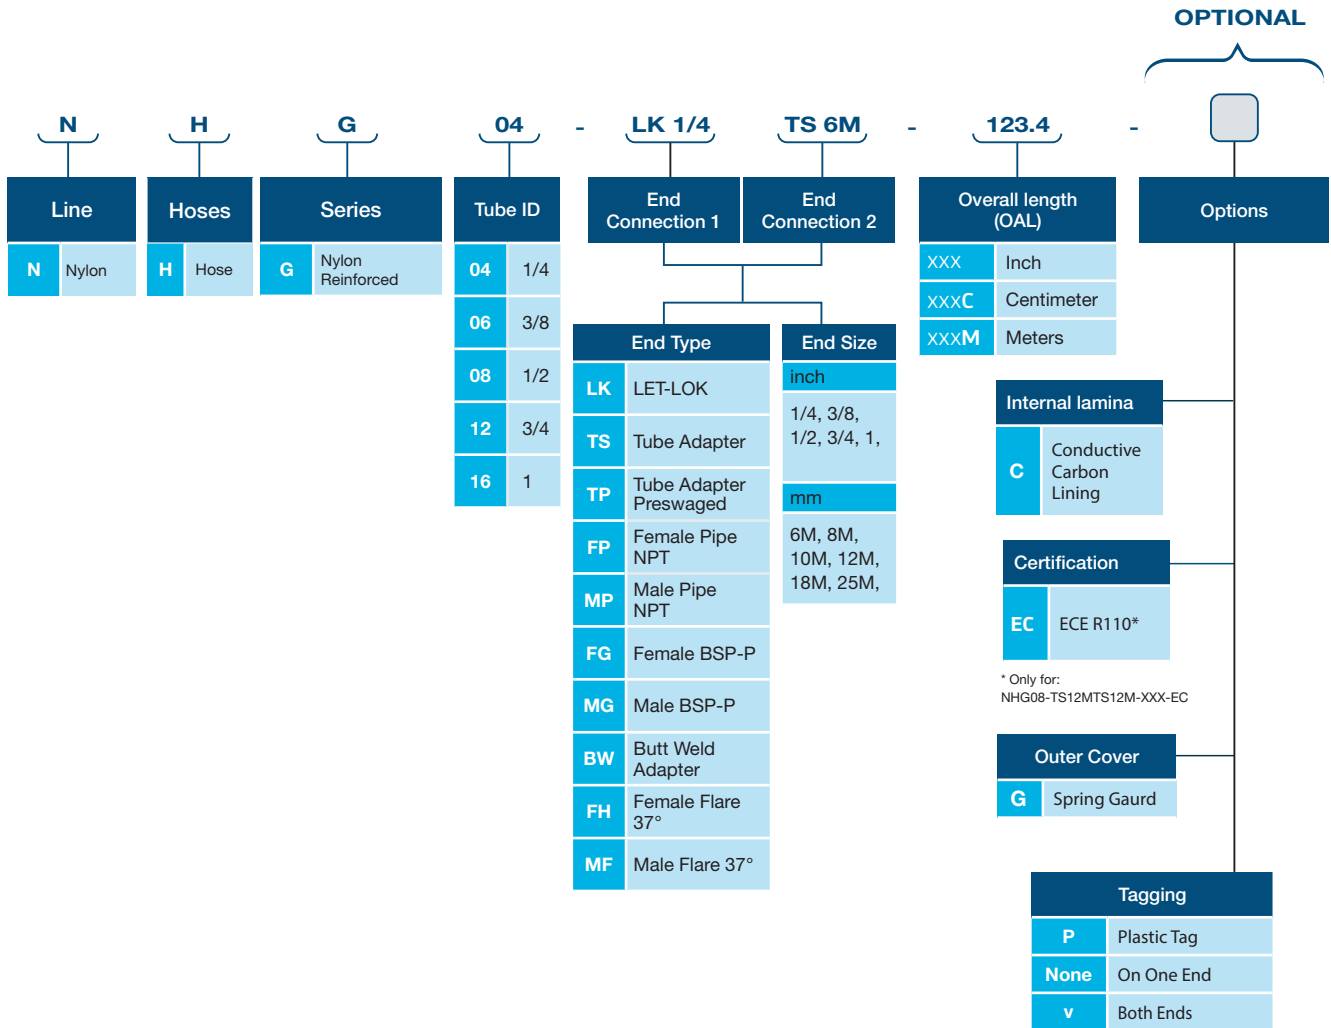 OPTIONAL
N H G 04 - LK 1/4 TS 6M - 123.4 -
Line
N Nylon
Hoses
H Hose
Series
G Nylon
Reinforced
Tube ID
04 1/4
06 3/8
08 1/2
12 3/4
16 1
End
Connection 1
End
Connection 2
End Type
LK LET-LOK
TS Tube Adapter
TP Tube Adapter
Preswaged
FP Female Pipe
NPT
MP Male Pipe
NPT
FG Female BSP-P
MG Male BSP-P
BW Butt Weld
Adapter
FH Female Flare
37°
MF Male Flare 37°
End Size
inch
1/4, 3/8,
1/2, 3/4, 1,
mm
6M, 8M,
10M, 12M,
18M, 25M,
Overall length
(OAL)
XXX Inch
XXXC Centimeter
XXXM Meters
Options
Internal lamina
C Conductive
Carbon
Lining
Certification
EC ECE R110*
* Only for:
NHG08-TS12MTS12M-XXX-EC
Outer Cover
G Spring Gaurd
Tagging
P Plastic Tag
None On One End
v Both Ends